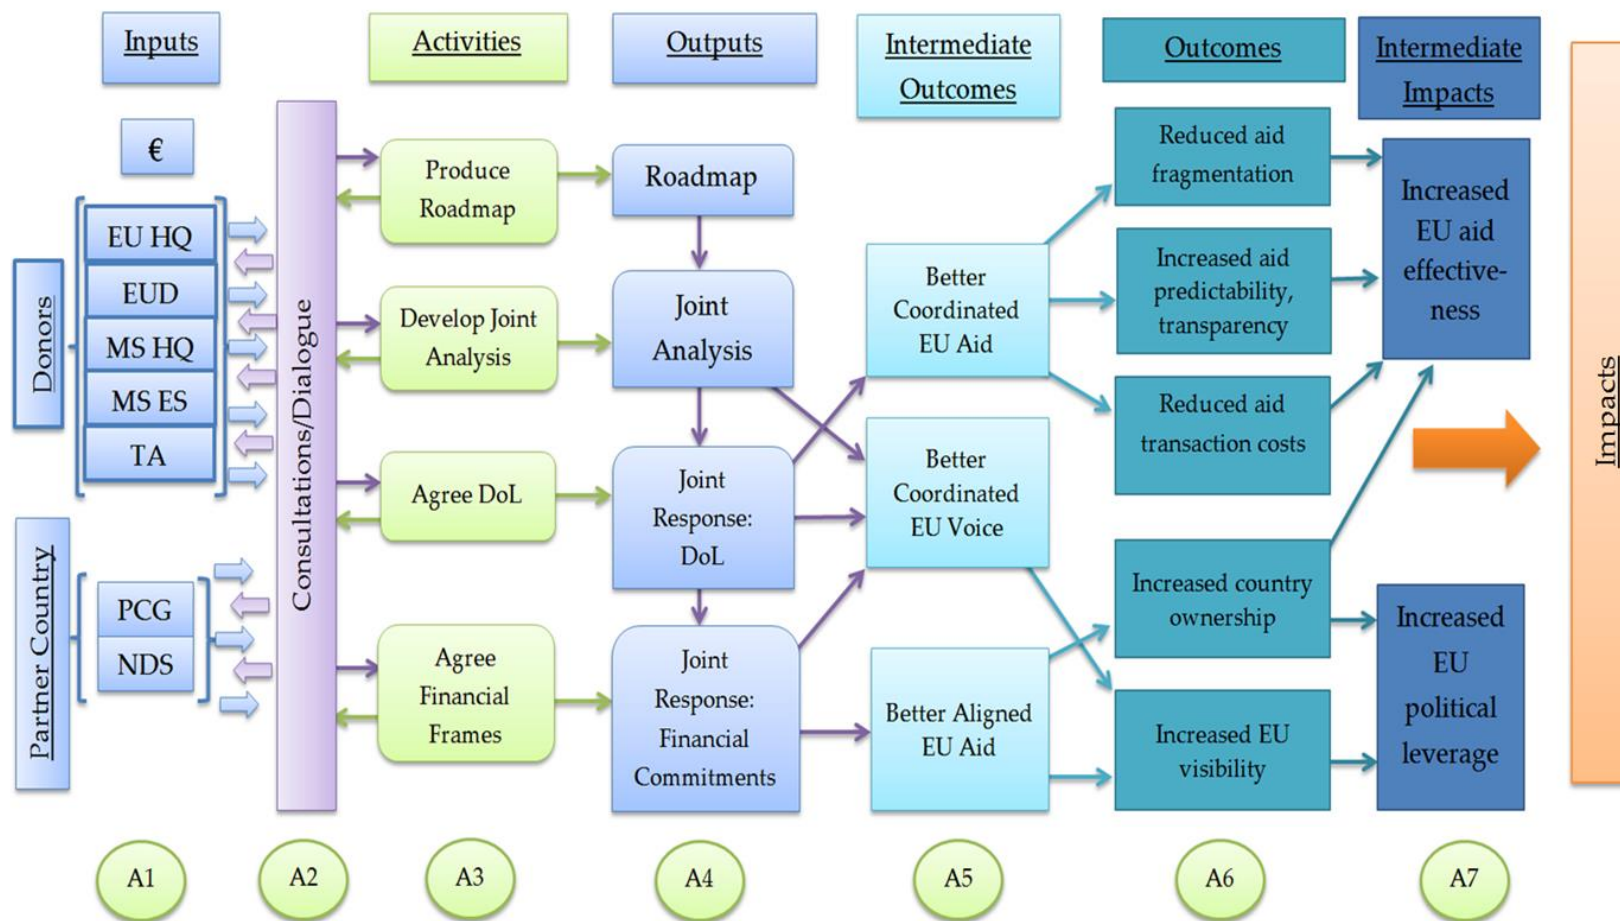 Inputs
Activities
Outputs
Intermediate
Outcomes
Outcomes
Intermediate
Impacts
€
Donors
EU HQ
EUD
MS HQ
MS ES
TA
Partner Country
PCG
NDS
Consultations/Dialogue
Produce
Roadmap
Develop Joint
Analysis
Agree DoL
Agree
Financial
Frames
Roadmap
Joint
Analysis
Joint
Response:
DoL
Joint
Response:
Financial
Commitments
Better
Coordinated
EU Aid
Better
Coordinated
EU Voice
Better Aligned
EU Aid
Reduced aid
fragmentation
Increased aid
predictability,
transparency
Reduced aid
transaction costs
Increased country
ownership
Increased EU
visibility
Increased
EU aid
effective-
ness
Increased
EU
political
leverage
Impacts
A1
A2
A3
A4
A5
A6
A7